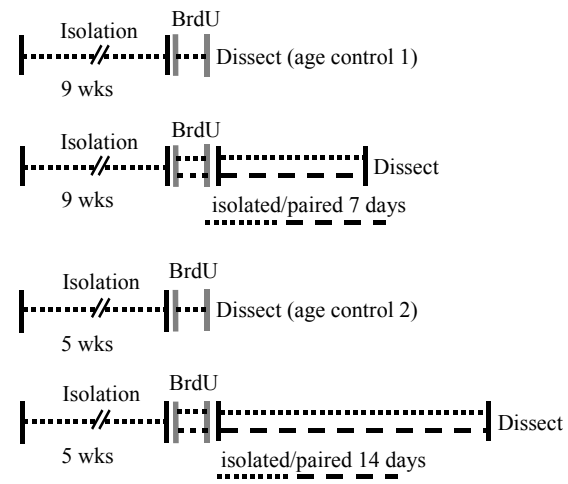 BrdU
Isolation
Dissect (age control 1)
9 wks
BrdU
Isolation
Dissect
9 wks
isolated/paired 7 days
BrdU
Isolation
Dissect (age control 2)
5 wks
BrdU
Isolation
Dissect
5 wks
isolated/paired 14 days